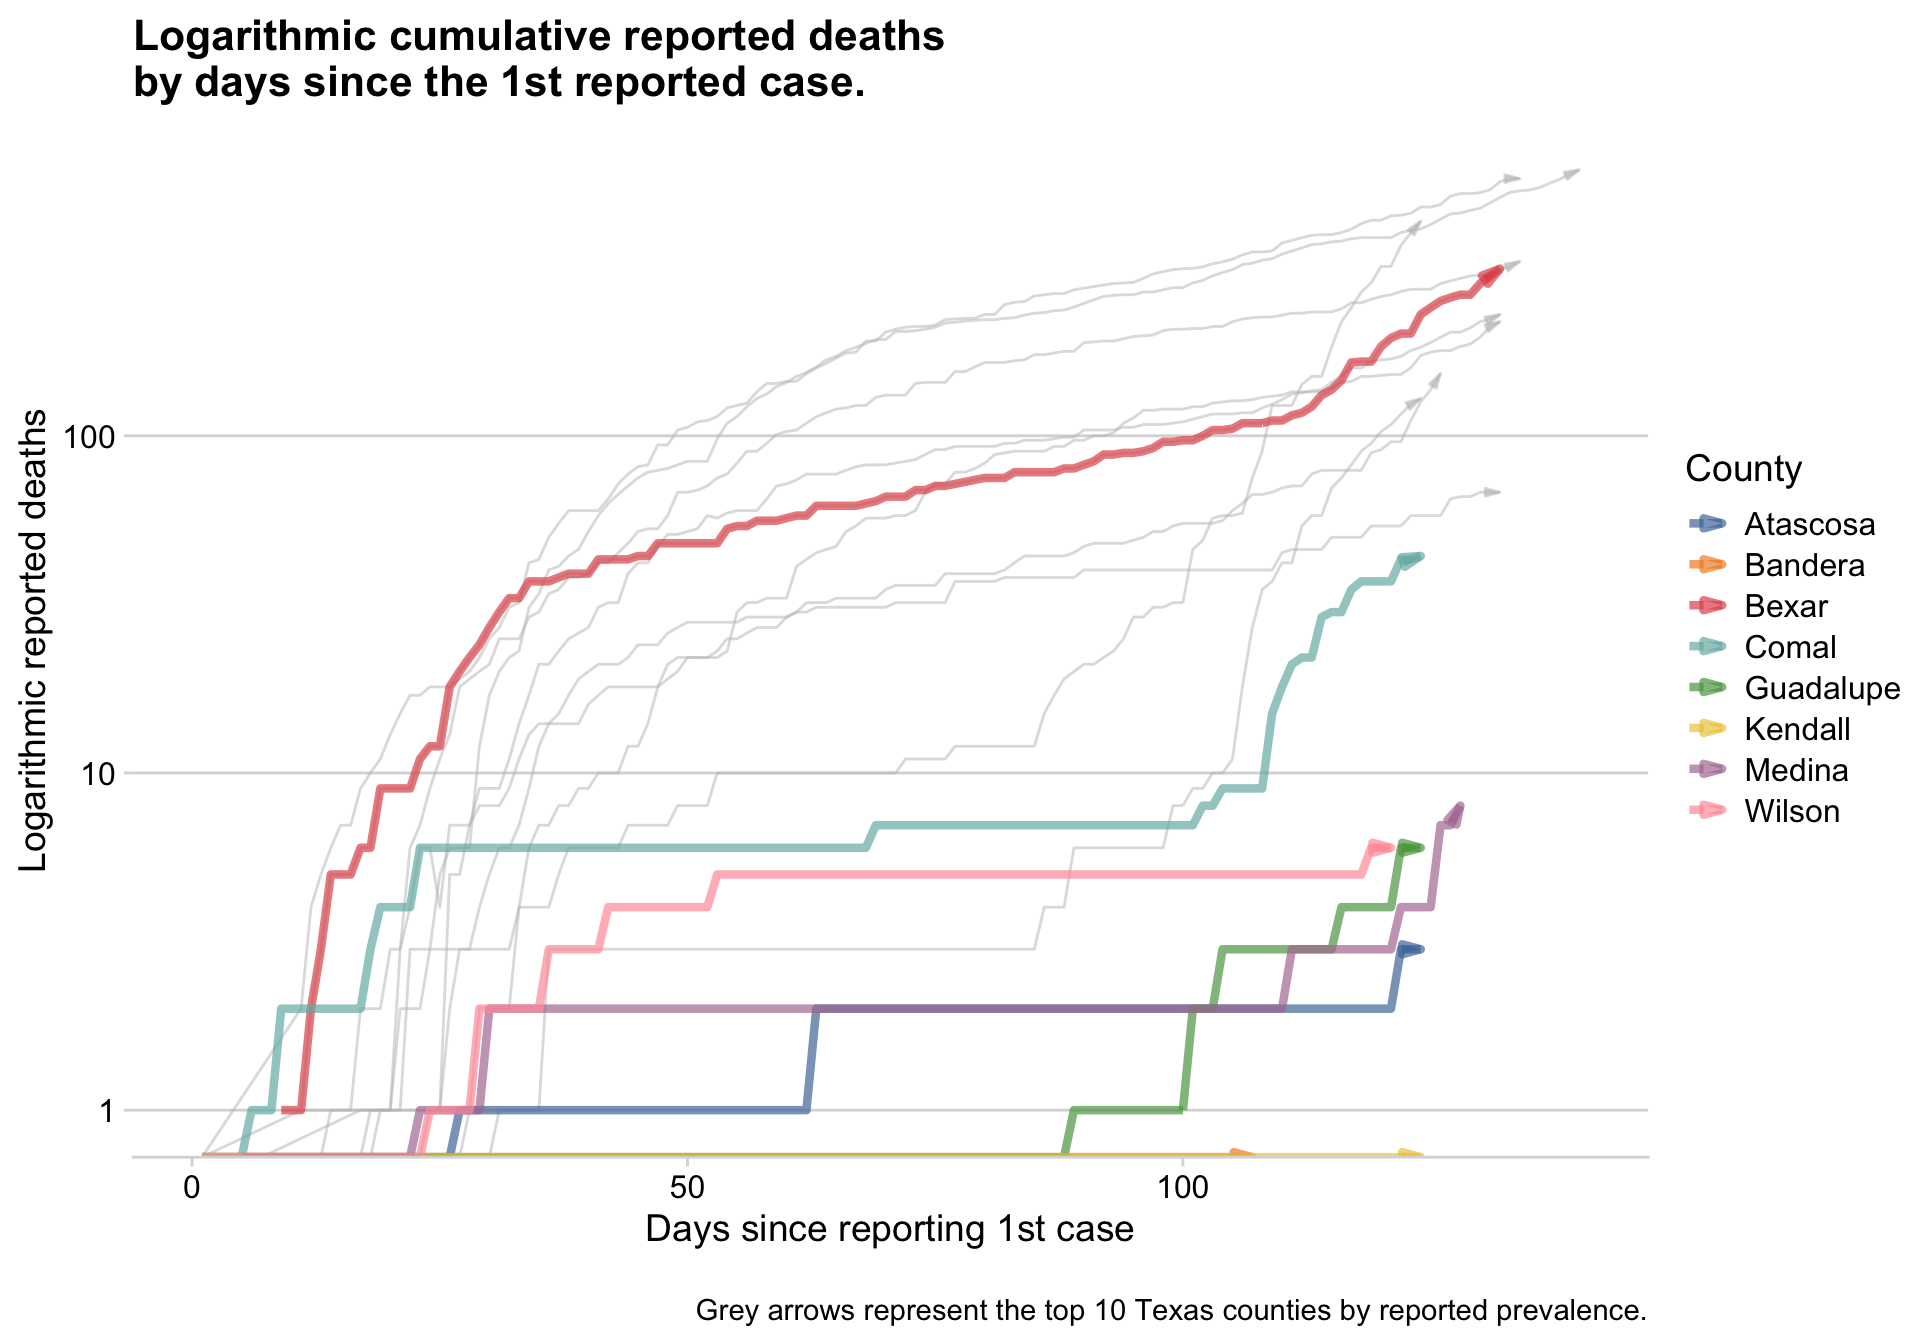 Logarithmic cumulative reported deaths
by days since the 1st reported case.
Logarithmic reported deaths
100
10
1
0
50
100
Days since reporting 1st case
County
Atascosa
Bandera
Bexar
Comal
Guadalupe
Kendall
Medina
Wilson
Grey arrows represent the top 10 Texas counties by reported prevalence.